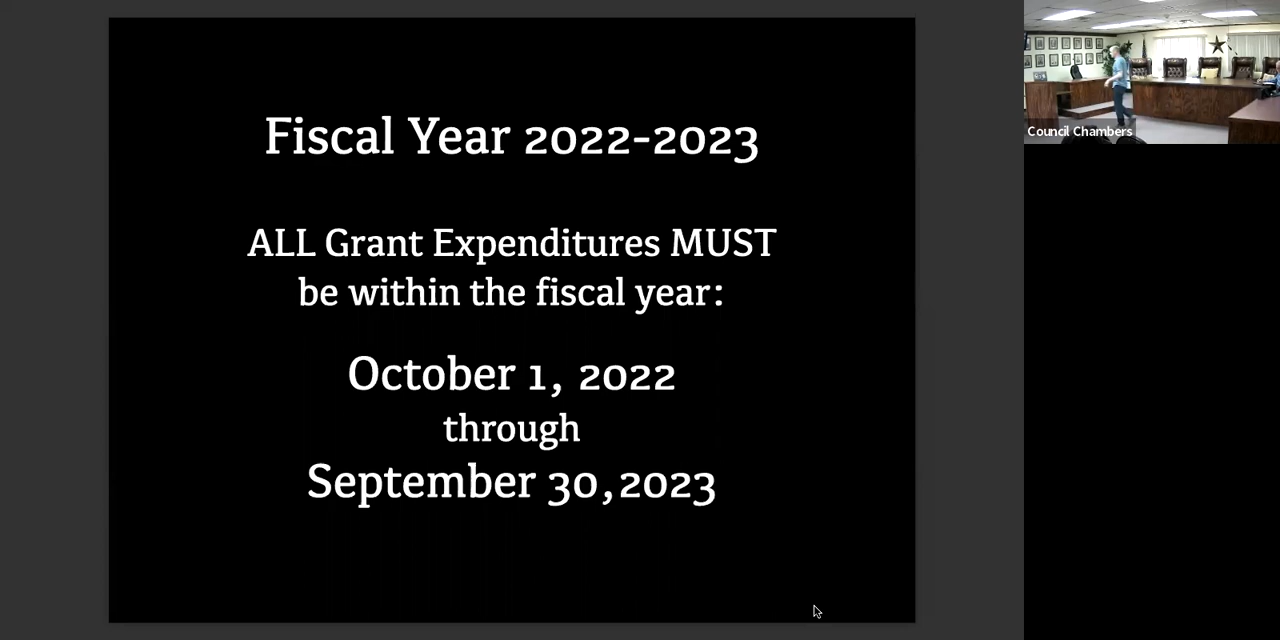 Fiscal Year 2022-2023
ALL Grant Expenditures MUST
be within the fiscal year:
October 1, 2022
through
September 30,2023
Council Chambers